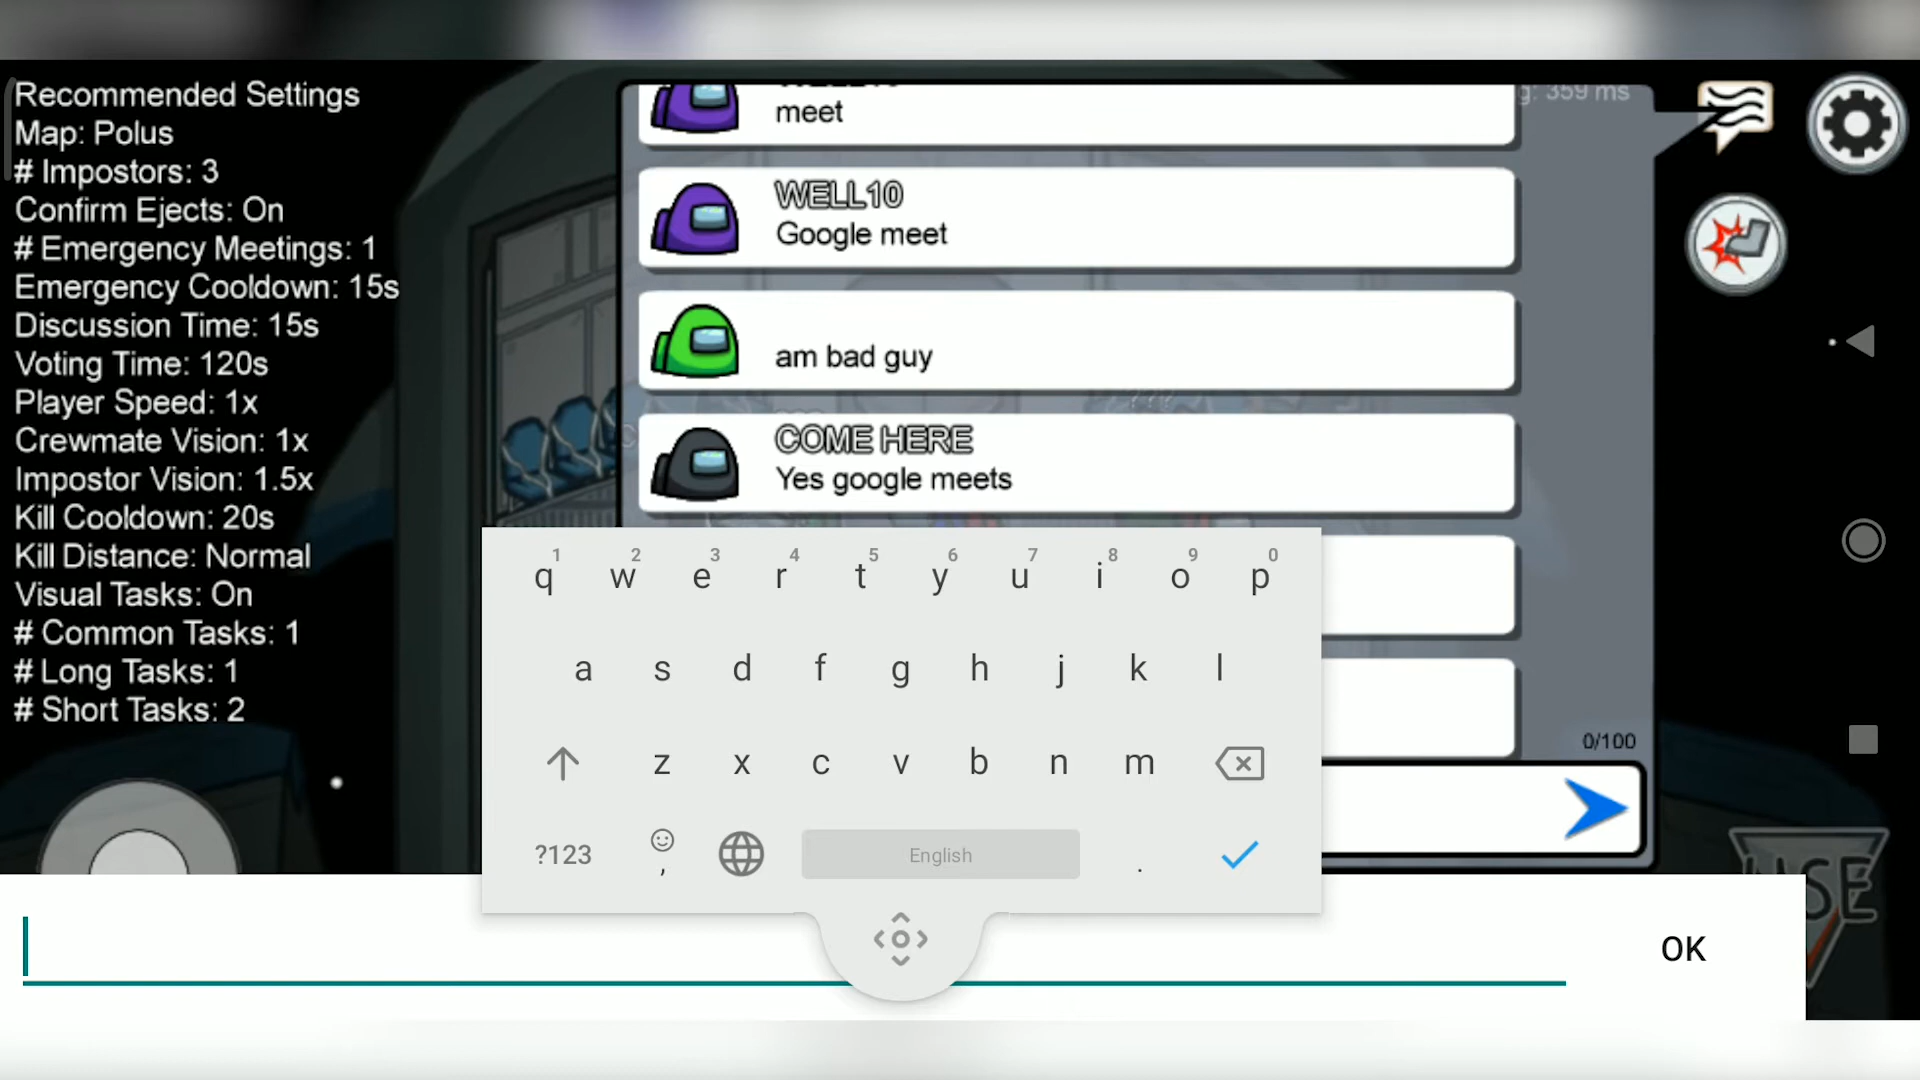 Recommended Settings
Map: Polus
# Impostors: 3
Confirm Ejects: On
# Emergency Meetings: 1
Emergency Cooldown: 15s
Discussion Time: 15s
Voting Time: 120s
Player Speed: 1x
Crewmate Vision: 1x
Impostor Vision: 1.5x
Kill Cooldown: 20s
Kill Distance: Normal
Visual Tasks: On
# Common Tasks: 1
# Long Tasks: 1
# Short Tasks: 2
g: 359 ms
meet
WELL10
Google meet
am bad guy
COME HERE
Yes google meets
0/100
1 2 3 4 5 6 7 8 9 0
q w e r t y u i o p
a s d f g h j k l
z x c v b n m
?123 , English .
USE
OK